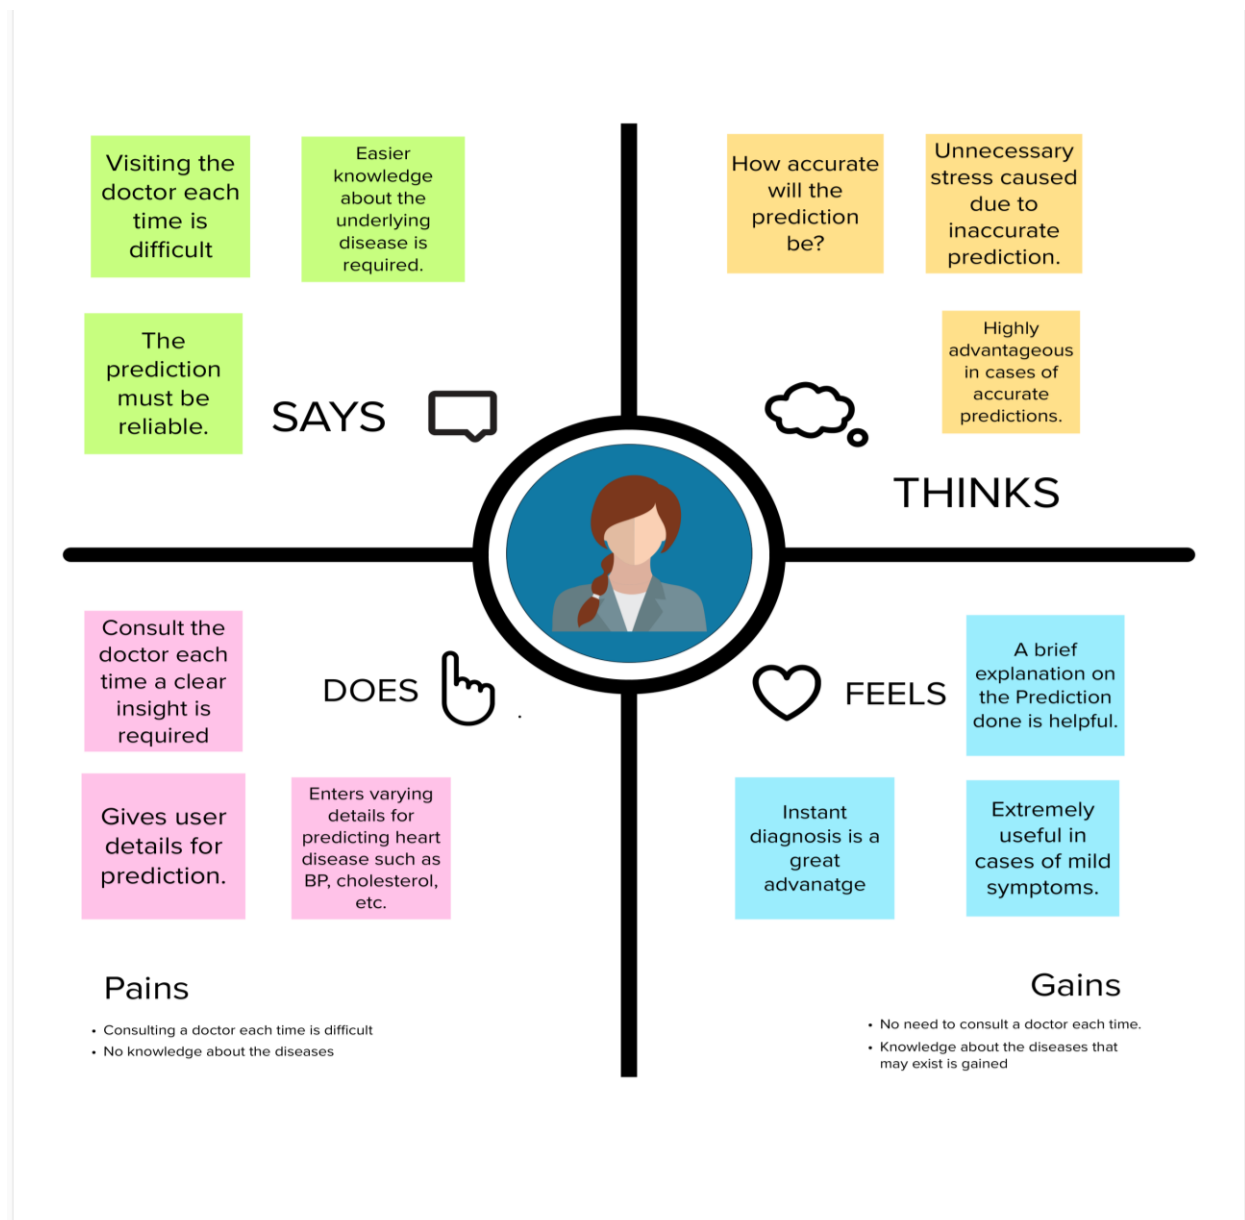 Visiting the
doctor each
time is
difficult
Easier
knowledge
about the
underlying
disease is
required.
The
prediction
must be
reliable.
SAYS
How accurate
will the
prediction
be?
Unnecessary
stress caused
due to
inaccurate
prediction.
Highly
advantageous
in cases of
accurate
predictions.
THINKS
Consult the
doctor each
time a clear
insight is
required
DOES
Gives user
details for
prediction.
Enters varying
details for
predicting heart
disease such as
BP, cholesterol,
etc.
FEELS
A brief
explanation on
the Prediction
done is helpful.
Instant
diagnosis is a
great
advanatge
Extremely
useful in
cases of mild
symptoms.
Pains
• Consulting a doctor each time is difficult
• No knowledge about the diseases
Gains
• No need to consult a doctor each time.
• Knowledge about the diseases that
may exist is gained